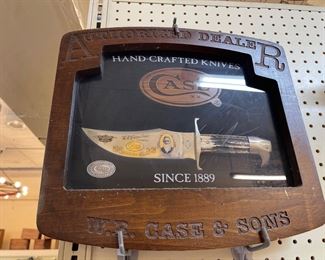 AUTHORIZED DEALER
HAND-CRAFTED KNIVES
CASE
SINCE 1889
W.R. CASE & SONS